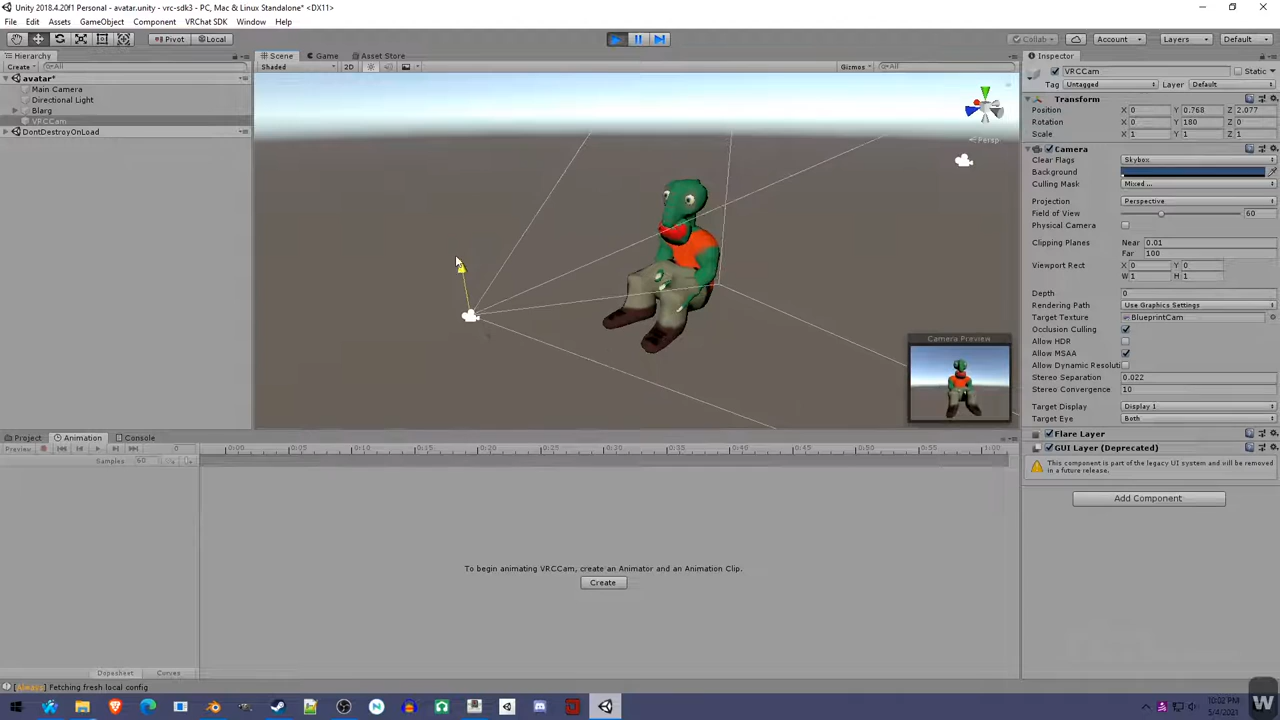 Unity 2018.4.20f1 Personal - avatar.unity - vrc-sdk3 - PC, Mac & Linux Standalone* <DX11>
File Edit Assets GameObject Component VRChat SDK Window Help
Pivot Local Collab Account Layers Default
Hierarchy Scene Game Asset Store Inspector
Create All Shaded 2D Gizmos All VRCCam Static
avatar* Tag Untagged Layer Default
Main Camera Transform
Directional Light Position X 0 Y 0.768 Z 2.077
Blarg Rotation X 0 Y 180 Z 0
VRCCam Scale X 1 Y 1 Z 1
DontDestroyOnLoad
Persp
Camera
Clear Flags Skybox
Background
Culling Mask Mixed ...
Projection Perspective
Field of View 60
Physical Camera
Clipping Planes Near 0.01
Far 100
Viewport Rect X 0 Y 0
W 1 H 1
Depth 0
Rendering Path Use Graphics Settings
Target Texture BlueprintCam
Occlusion Culling
Camera Preview
Allow HDR
Allow MSAA
Allow Dynamic Resoluti
Stereo Separation 0.022
Stereo Convergence 10
Target Display Display 1
Target Eye Both
Flare Layer
GUI Layer (Deprecated)
This component is part of the legacy UI system and will be removed in a future release.
Add Component
Project Animation Console
Preview 0 0:00 0:05 0:10 0:15 0:20 0:25 0:30 0:35 0:40 0:45 0:50 0:55 1:00
Samples 60
To begin animating VRCCam, create an Animator and an Animation Clip.
Create
Dopesheet Curves
[Always] Fetching fresh local config
10:02 PM
5/4/2021
W